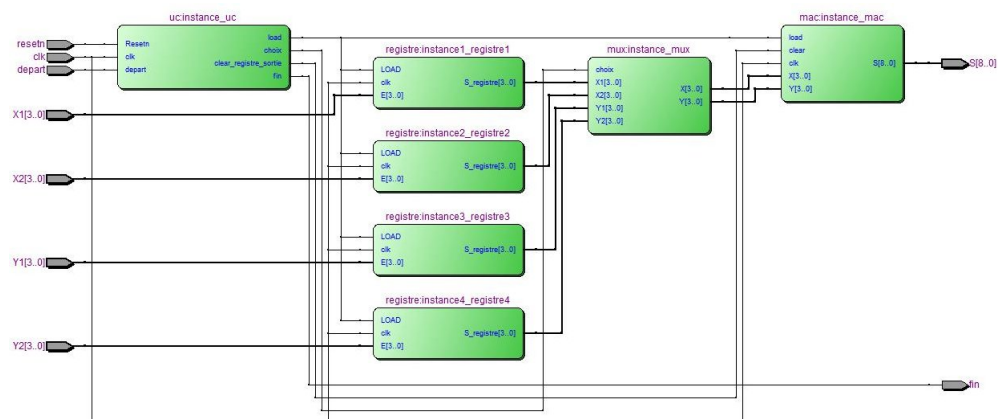 uc:instance_uc
resetn
clk
depart
Resetn
clk
depart
load
choix
clear_registre_sortie
fin
X1[3..0]
X2[3..0]
Y1[3..0]
Y2[3..0]
registre:instance1_registre1
LOAD
clk
E[3..0]
S_registre[3..0]
registre:instance2_registre2
LOAD
clk
E[3..0]
S_registre[3..0]
registre:instance3_registre3
LOAD
clk
E[3..0]
S_registre[3..0]
registre:instance4_registre4
LOAD
clk
E[3..0]
S_registre[3..0]
mux:instance_mux
choix
X1[3..0]
X2[3..0]
Y1[3..0]
Y2[3..0]
X[3..0]
Y[3..0]
mac:instance_mac
load
clear
clk
X[3..0]
Y[3..0]
S[8..0]
S[8..0]
fin